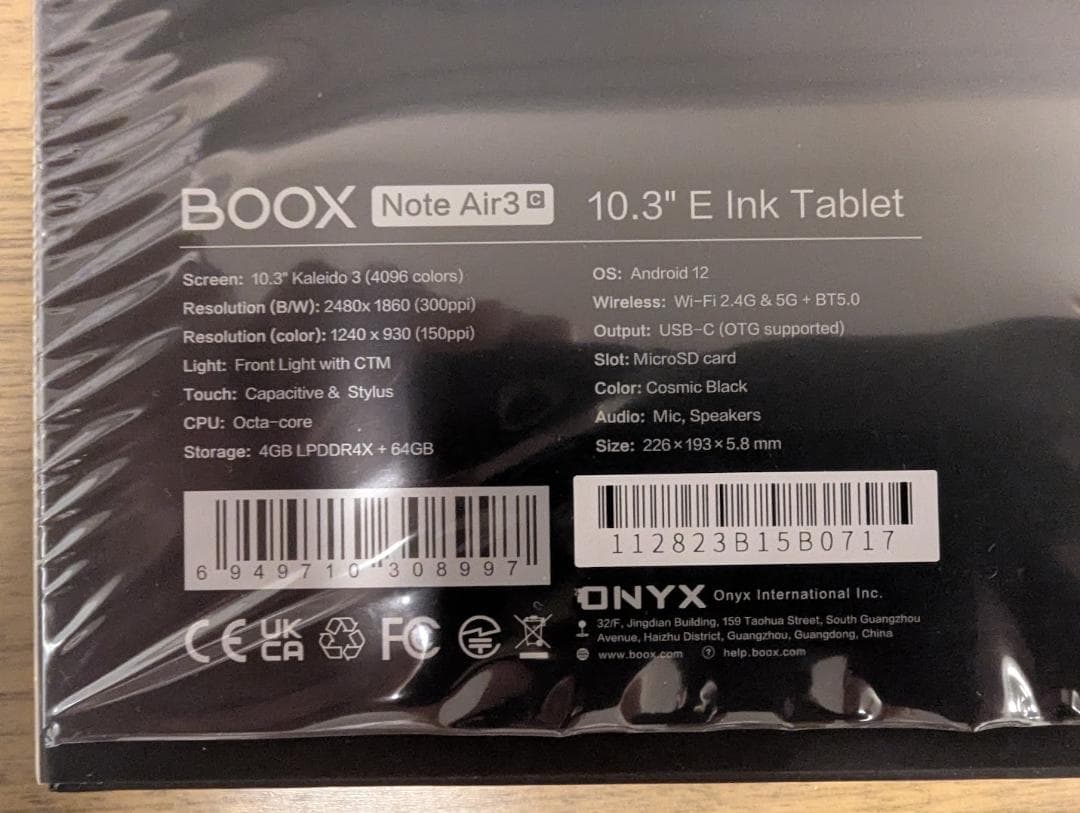 BOOX Note Air3 C 10.3" E Ink Tablet
Screen: 10.3" Kaleido 3 (4096 colors)
Resolution (B/W): 2480x 1860 (300ppi)
Resolution (color): 1240 x 930 (150ppi)
Light: Front Light with CTM
Touch: Capacitive & Stylus
CPU: Octa-core
Storage: 4GB LPDDR4X + 64GB
OS: Android 12
Wireless: Wi-Fi 2.4G & 5G + BT5.0
Output: USB-C (OTG supported)
Slot: MicroSD card
Color: Cosmic Black
Audio: Mic, Speakers
Size: 226×193×5.8 mm
6 949710 308997
112823B15B0717
CE UK CA FC
ONYX Onyx International Inc.
32/F, Jingdian Building, 159 Taohua Street, South Guangzhou
Avenue, Haizhu District, Guangzhou, Guangdong, China
www.boox.com help.boox.com